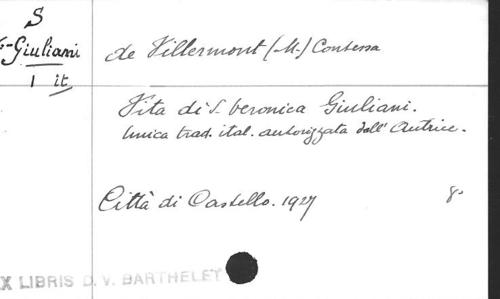 S
-Giuliani
1 it
de Villermont (M.) Contessa
Vita di S. Veronica Giuliani.
Unica trad. ital. autorizzata dall' Autrice.
Città di Castello. 1927 8°
X LIBRIS D. V. BARTHELET